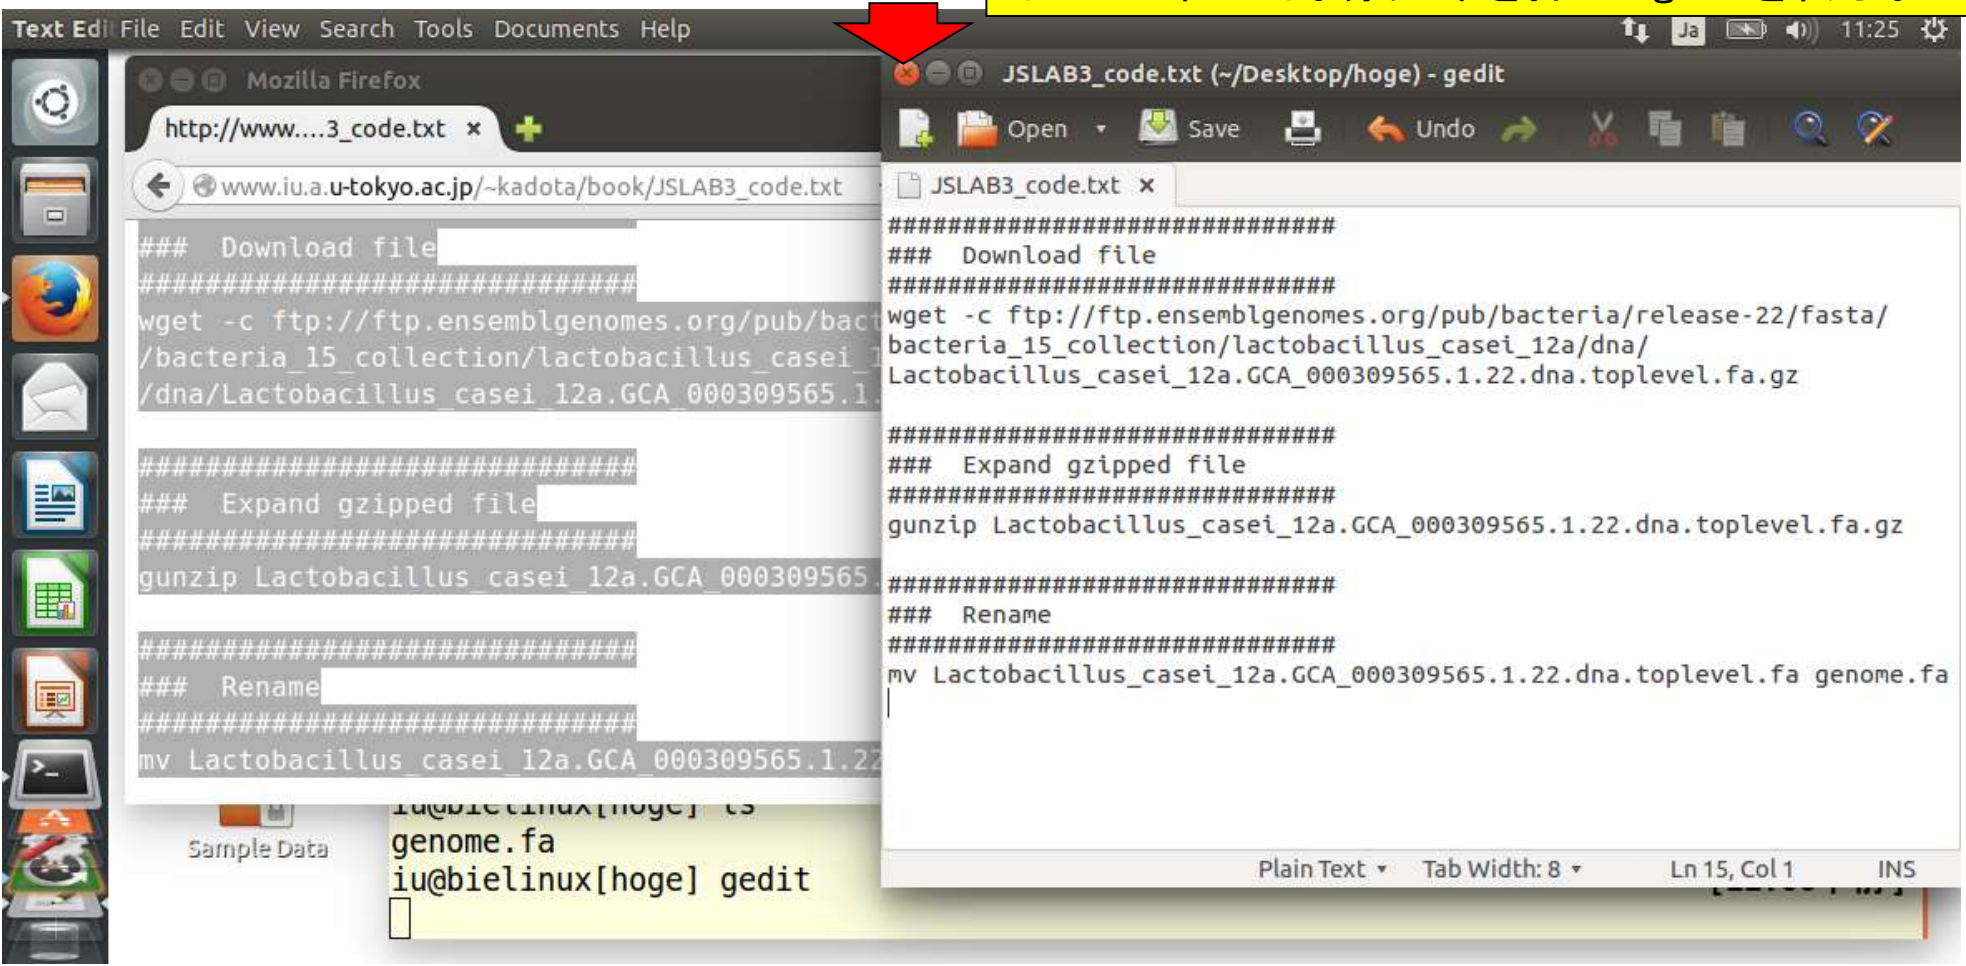 Text Edi File Edit View Search Tools Documents Help
Ja
11:25
Mozilla Firefox
http://www....3_code.txt
www.iu.a.u-tokyo.ac.jp/~kadota/book/JSLAB3_code.txt
### Download file
##############################
wget -c ftp://ftp.ensemblgenomes.org/pub/bact
/bacteria_15_collection/lactobacillus_casei_1
/dna/Lactobacillus_casei_12a.GCA_000309565.1.
##############################
### Expand gzipped file
##############################
gunzip Lactobacillus_casei_12a.GCA_000309565.
##############################
### Rename
##############################
mv Lactobacillus_casei_12a.GCA_000309565.1.22
JSLAB3_code.txt (~/Desktop/hoge) - gedit
Open Save Undo
JSLAB3_code.txt
##############################
### Download file
##############################
wget -c ftp://ftp.ensemblgenomes.org/pub/bacteria/release-22/fasta/
bacteria_15_collection/lactobacillus_casei_12a/dna/
Lactobacillus_casei_12a.GCA_000309565.1.22.dna.toplevel.fa.gz
##############################
### Expand gzipped file
##############################
gunzip Lactobacillus_casei_12a.GCA_000309565.1.22.dna.toplevel.fa.gz
##############################
### Rename
##############################
mv Lactobacillus_casei_12a.GCA_000309565.1.22.dna.toplevel.fa genome.fa
Plain Text Tab Width: 8 Ln 15, Col 1 INS
Sample Data
iu@bielinux[hoge] ls
genome.fa
iu@bielinux[hoge] gedit